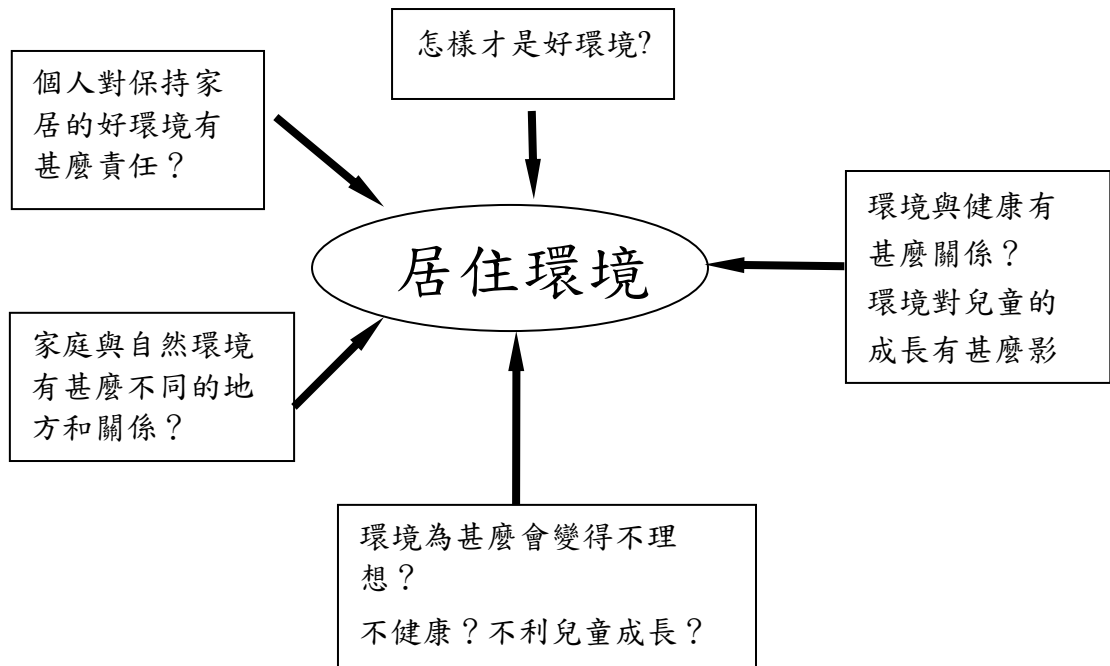 怎樣才是好環境?
個人對保持家
居的好環境有
甚麼責任？
環境與健康有
甚麼關係？
環境對兒童的
成長有甚麼影
居住環境
家庭與自然環境
有甚麼不同的地
方和關係？
環境為甚麼會變得不理
想？
不健康？不利兒童成長？